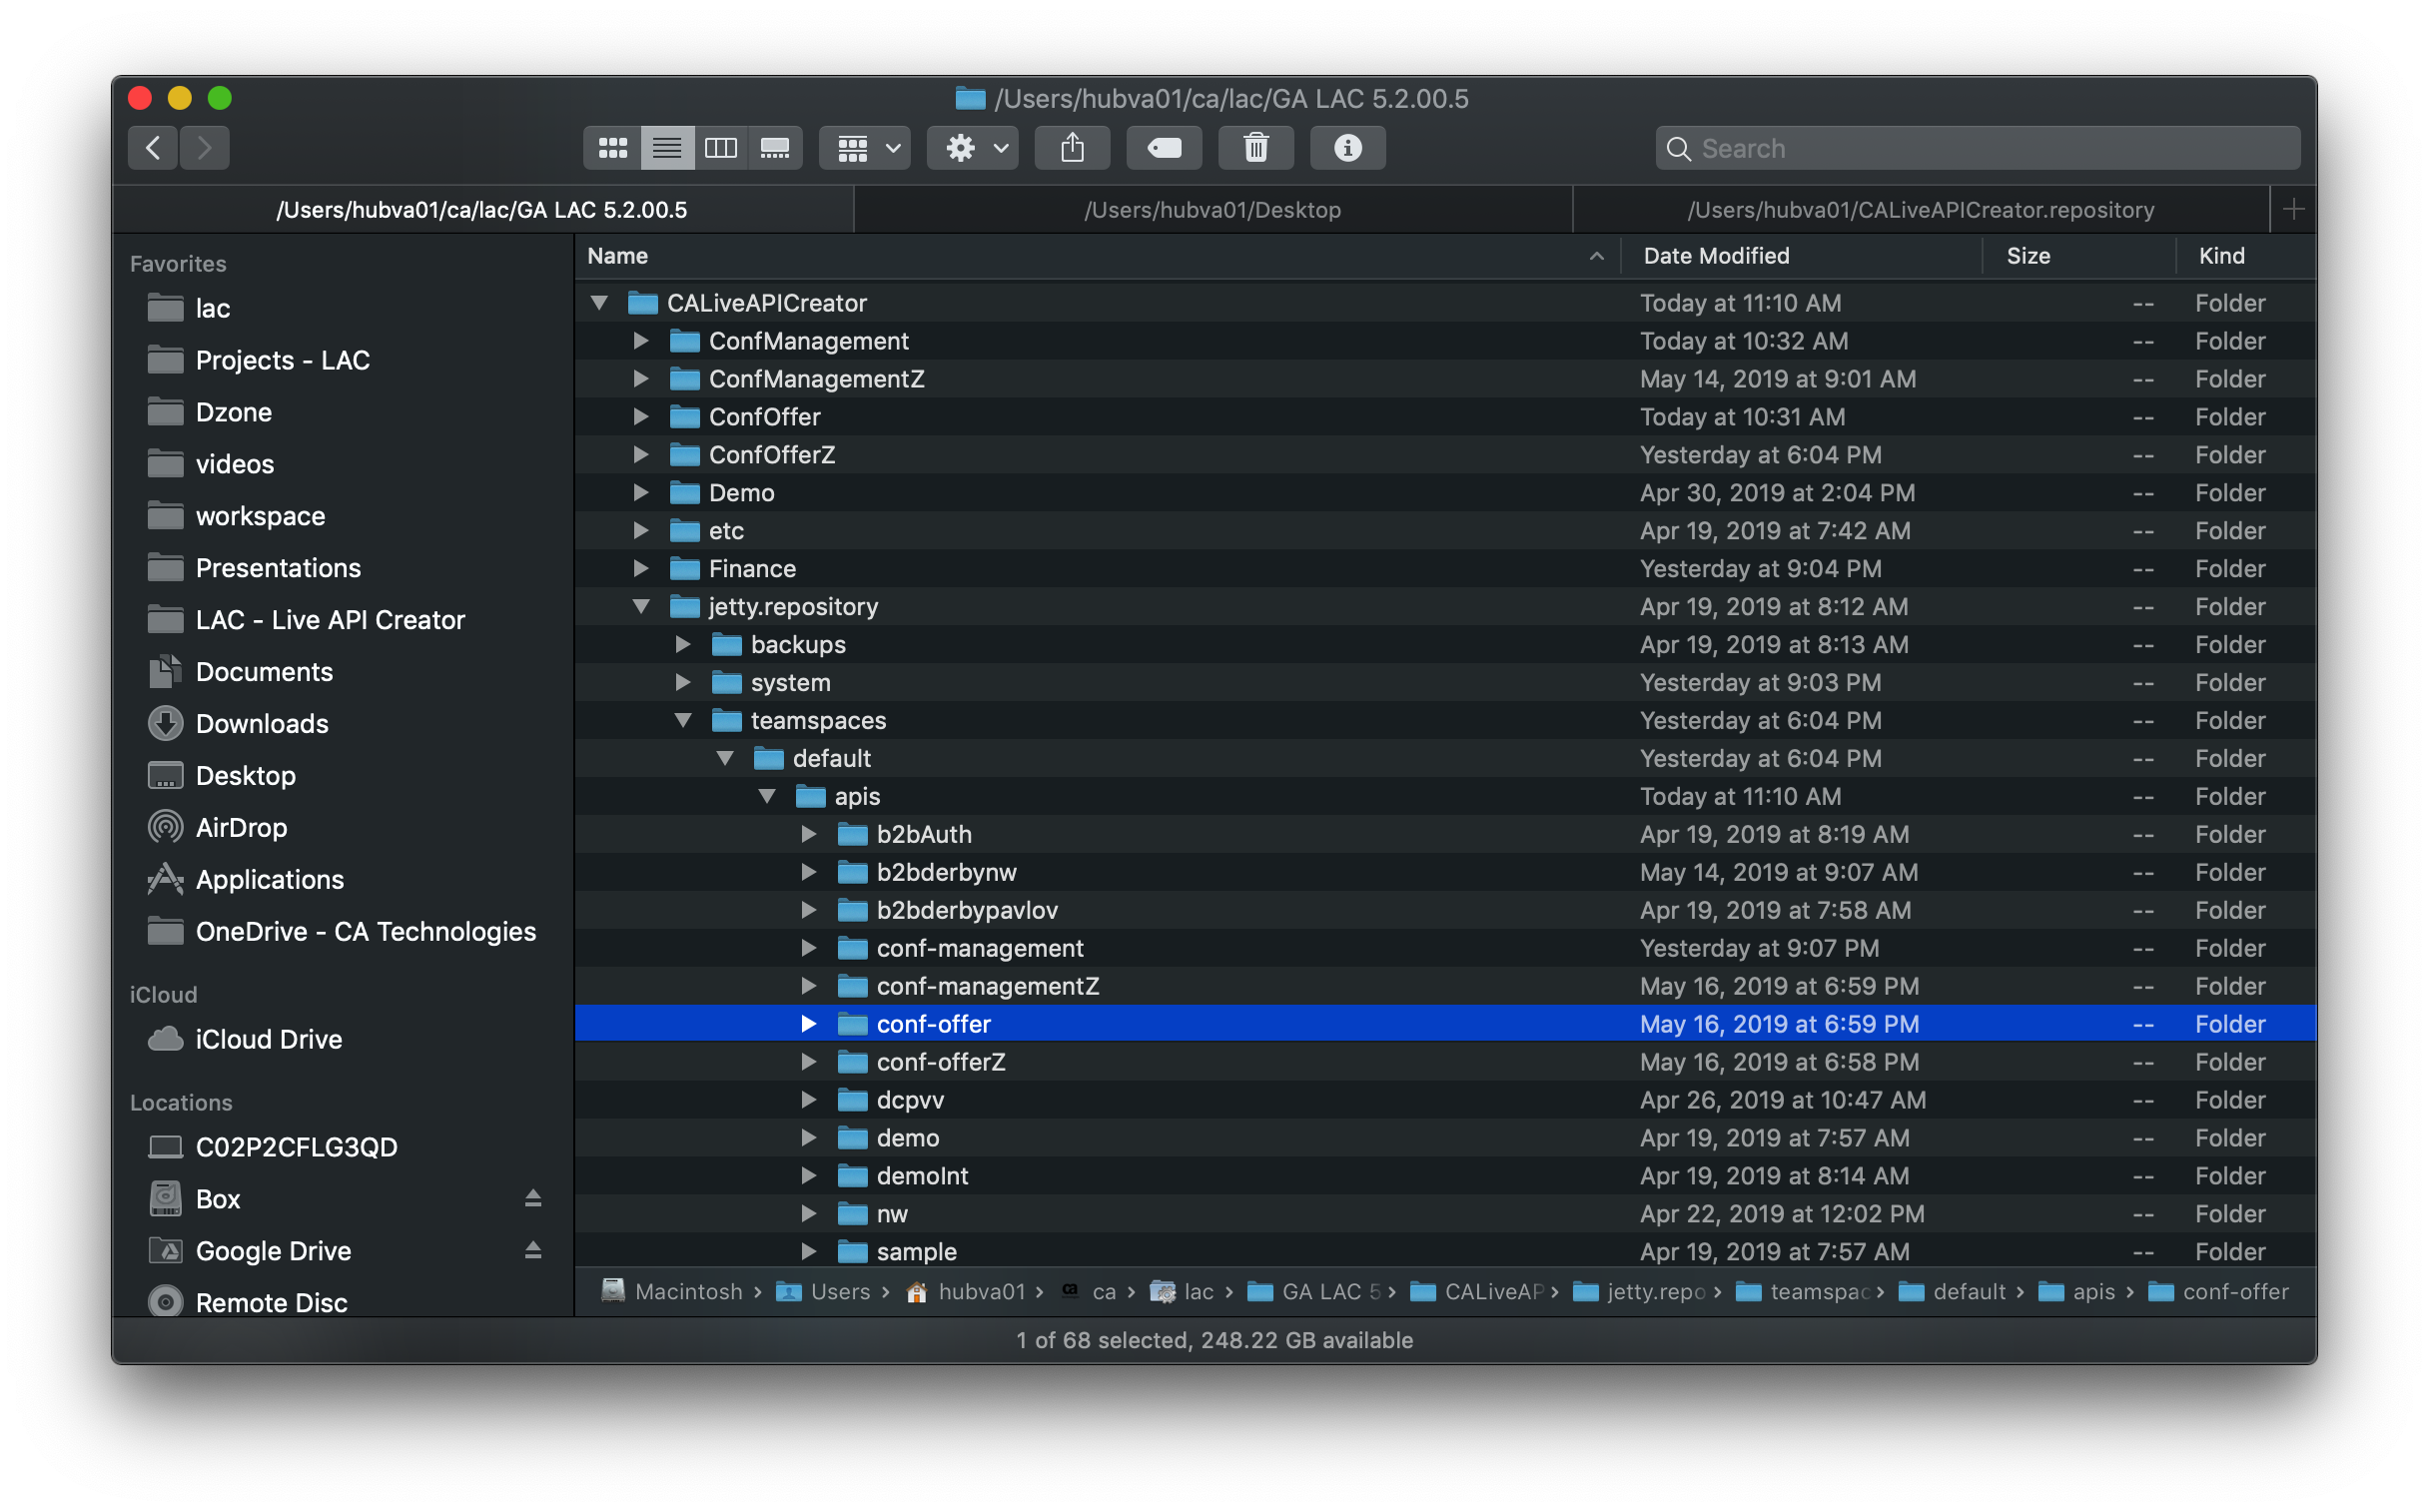 /Users/hubva01/ca/lac/GA LAC 5.2.00.5
Search
/Users/hubva01/ca/lac/GA LAC 5.2.00.5
/Users/hubva01/Desktop
/Users/hubva01/CALiveAPICreator.repository
Favorites
lac
Projects - LAC
Dzone
videos
workspace
Presentations
LAC - Live API Creator
Documents
Downloads
Desktop
AirDrop
Applications
OneDrive - CA Technologies
iCloud
iCloud Drive
Locations
C02P2CFLG3QD
Box
Google Drive
Remote Disc
Name Date Modified Size Kind
CALiveAPICreator Today at 11:10 AM -- Folder
ConfManagement Today at 10:32 AM -- Folder
ConfManagementZ May 14, 2019 at 9:01 AM -- Folder
ConfOffer Today at 10:31 AM -- Folder
ConfOfferZ Yesterday at 6:04 PM -- Folder
Demo Apr 30, 2019 at 2:04 PM -- Folder
etc Apr 19, 2019 at 7:42 AM -- Folder
Finance Yesterday at 9:04 PM -- Folder
jetty.repository Apr 19, 2019 at 8:12 AM -- Folder
backups Apr 19, 2019 at 8:13 AM -- Folder
system Yesterday at 9:03 PM -- Folder
teamspaces Yesterday at 6:04 PM -- Folder
default Yesterday at 6:04 PM -- Folder
apis Today at 11:10 AM -- Folder
b2bAuth Apr 19, 2019 at 8:19 AM -- Folder
b2bderbynw May 14, 2019 at 9:07 AM -- Folder
b2bderbypavlov Apr 19, 2019 at 7:58 AM -- Folder
conf-management Yesterday at 9:07 PM -- Folder
conf-managementZ May 16, 2019 at 6:59 PM -- Folder
conf-offer May 16, 2019 at 6:59 PM -- Folder
conf-offerZ May 16, 2019 at 6:58 PM -- Folder
dcpvv Apr 26, 2019 at 10:47 AM -- Folder
demo Apr 19, 2019 at 7:57 AM -- Folder
demoInt Apr 19, 2019 at 8:14 AM -- Folder
nw Apr 22, 2019 at 12:02 PM -- Folder
sample Apr 19, 2019 at 7:57 AM -- Folder
Macintosh › Users › hubva01 › ca ca › lac › GA LAC 5 › CALiveAP › jetty.repo › teamspac › default › apis › conf-offer
1 of 68 selected, 248.22 GB available